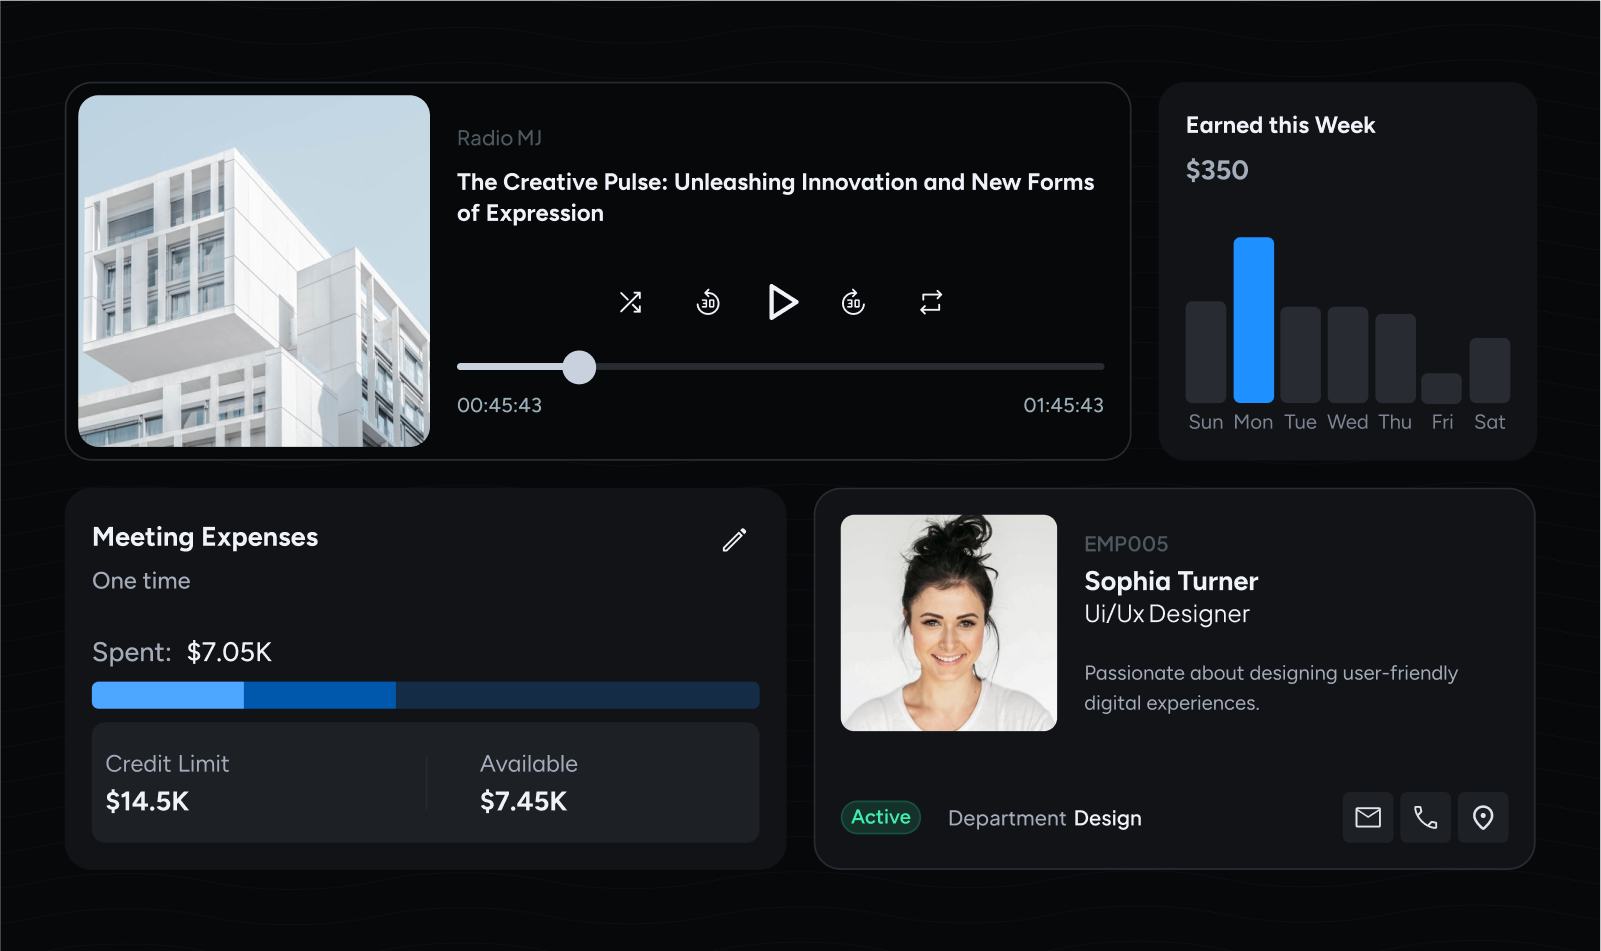 Radio MJ
The Creative Pulse: Unleashing Innovation and New Forms
of Expression
30
30
00:45:43
01:45:43
Earned this Week
$350
Sun Mon Tue Wed Thu Fri Sat
Meeting Expenses
One time
Spent: $7.05K
Credit Limit
$14.5K
Available
$7.45K
EMP005
Sophia Turner
Ui/Ux Designer
Passionate about designing user-friendly
digital experiences.
Active
Department Design